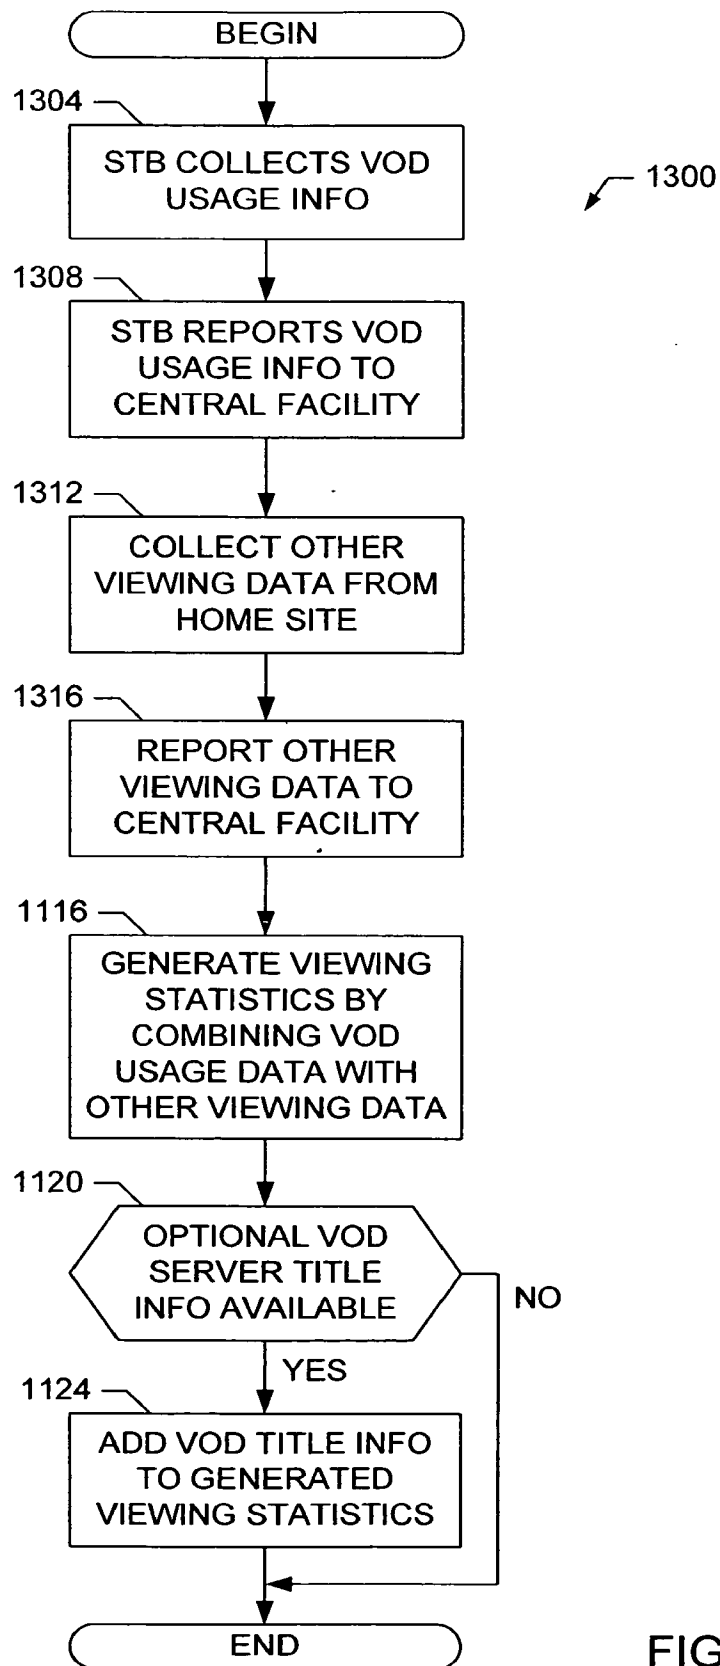 BEGIN
1304
STB COLLECTS VOD
USAGE INFO
1300
1308
STB REPORTS VOD
USAGE INFO TO
CENTRAL FACILITY
1312
COLLECT OTHER
VIEWING DATA FROM
HOME SITE
1316
REPORT OTHER
VIEWING DATA TO
CENTRAL FACILITY
1116
GENERATE VIEWING
STATISTICS BY
COMBINING VOD
USAGE DATA WITH
OTHER VIEWING DATA
1120
OPTIONAL VOD
SERVER TITLE
INFO AVAILABLE
NO
YES
1124
ADD VOD TITLE INFO
TO GENERATED
VIEWING STATISTICS
END
FIG